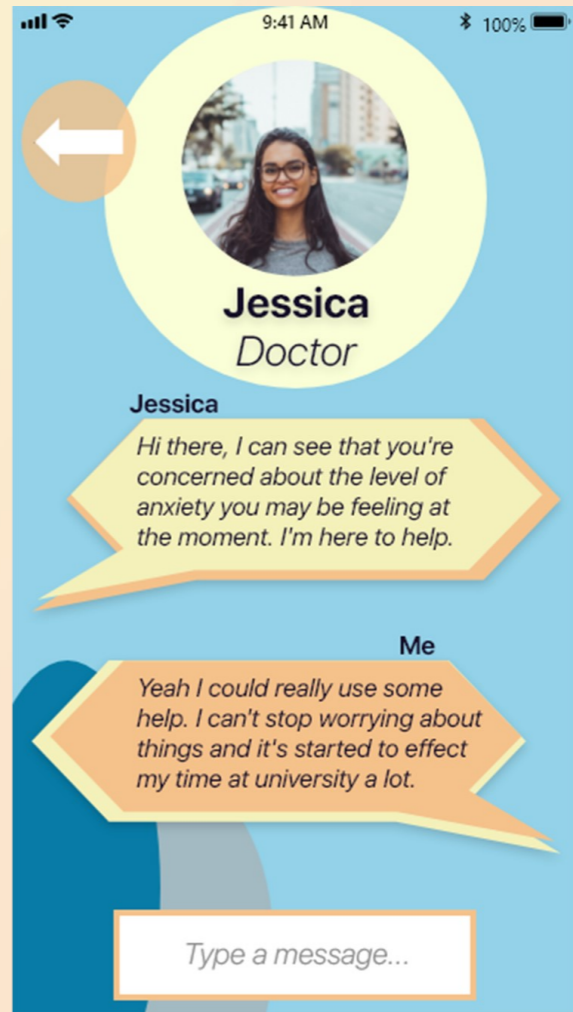 9:41 AM
100%
Jessica
Doctor
Jessica
Hi there, I can see that you're
concerned about the level of
anxiety you may be feeling at
the moment. I'm here to help.
Me
Yeah I could really use some
help. I can't stop worrying about
things and it's started to effect
my time at university a lot.
Type a message...